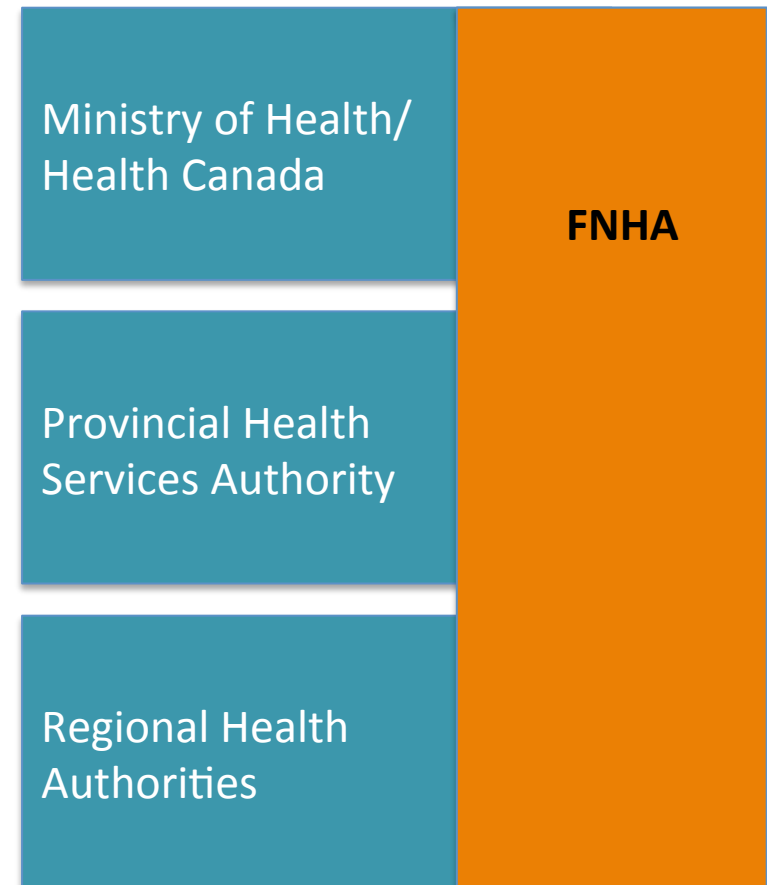 Ministry of Health/
Health Canada
FNHA
Provincial Health
Services Authority
Regional Health
Authorities